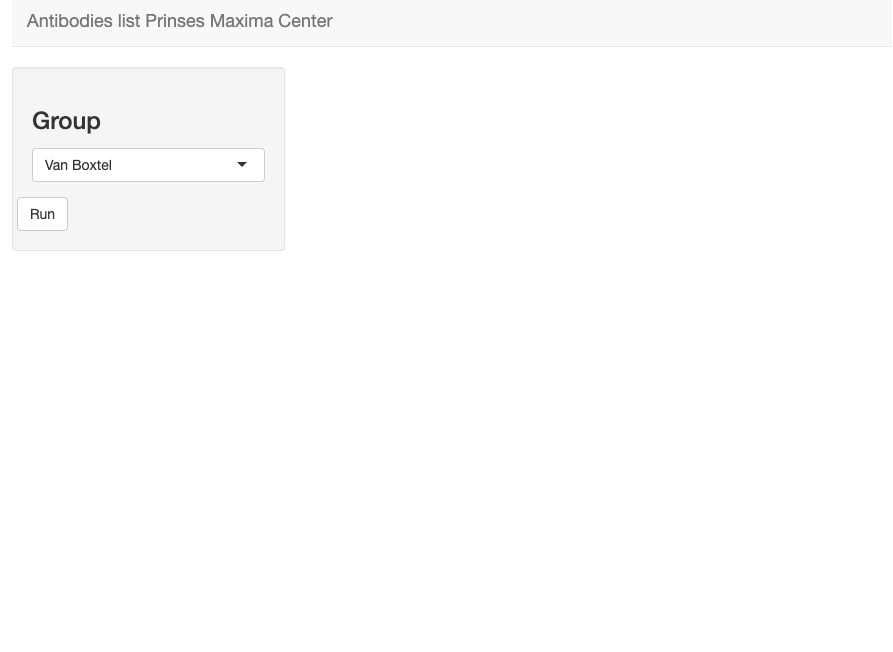 Antibodies list Prinses Maxima Center
Group
Van Boxtel
Run